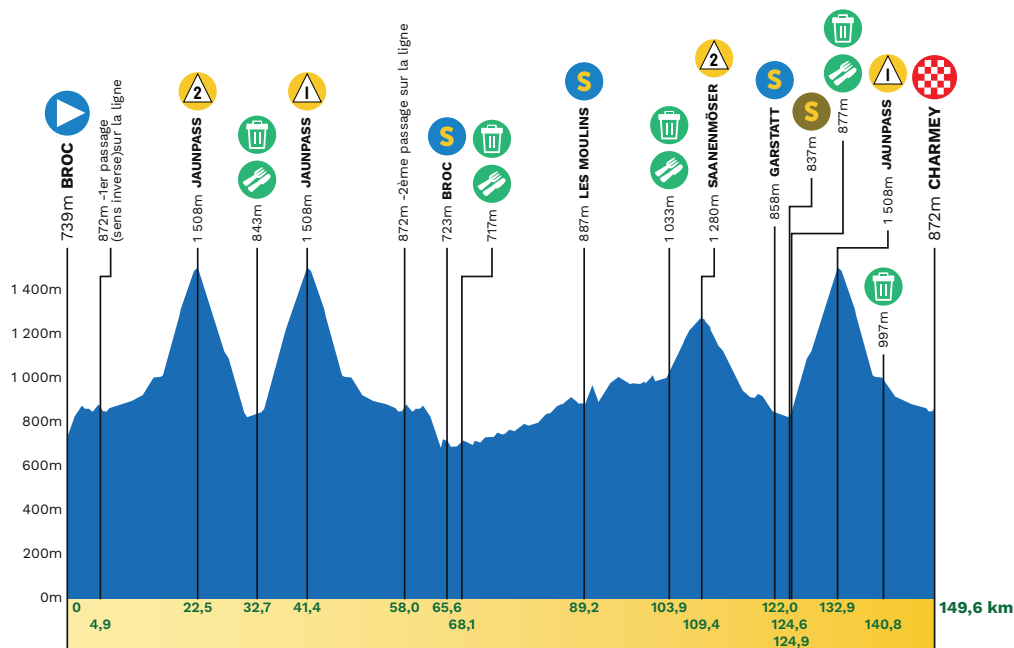 739m BROC
872m -1er passage
(sens inverse)sur la ligne
2
1 508m JAUNPASS
843m
1
1 508m JAUNPASS
872m -2ème passage sur la ligne
S
723m BROC
717m
S
887m LES MOULINS
1 033m
2
1 280m SAANENMÖSER
S
858m GARSTATT
S
837m
877m
1
1 508m JAUNPASS
997m
872m CHARMEY
1 400m
1 200m
1 000m
800m
600m
400m
200m
0m
0
4,9
22,5
32,7
41,4
58,0
65,6
68,1
89,2
103,9
109,4
122,0
124,6
124,9
132,9
140,8
149,6 km